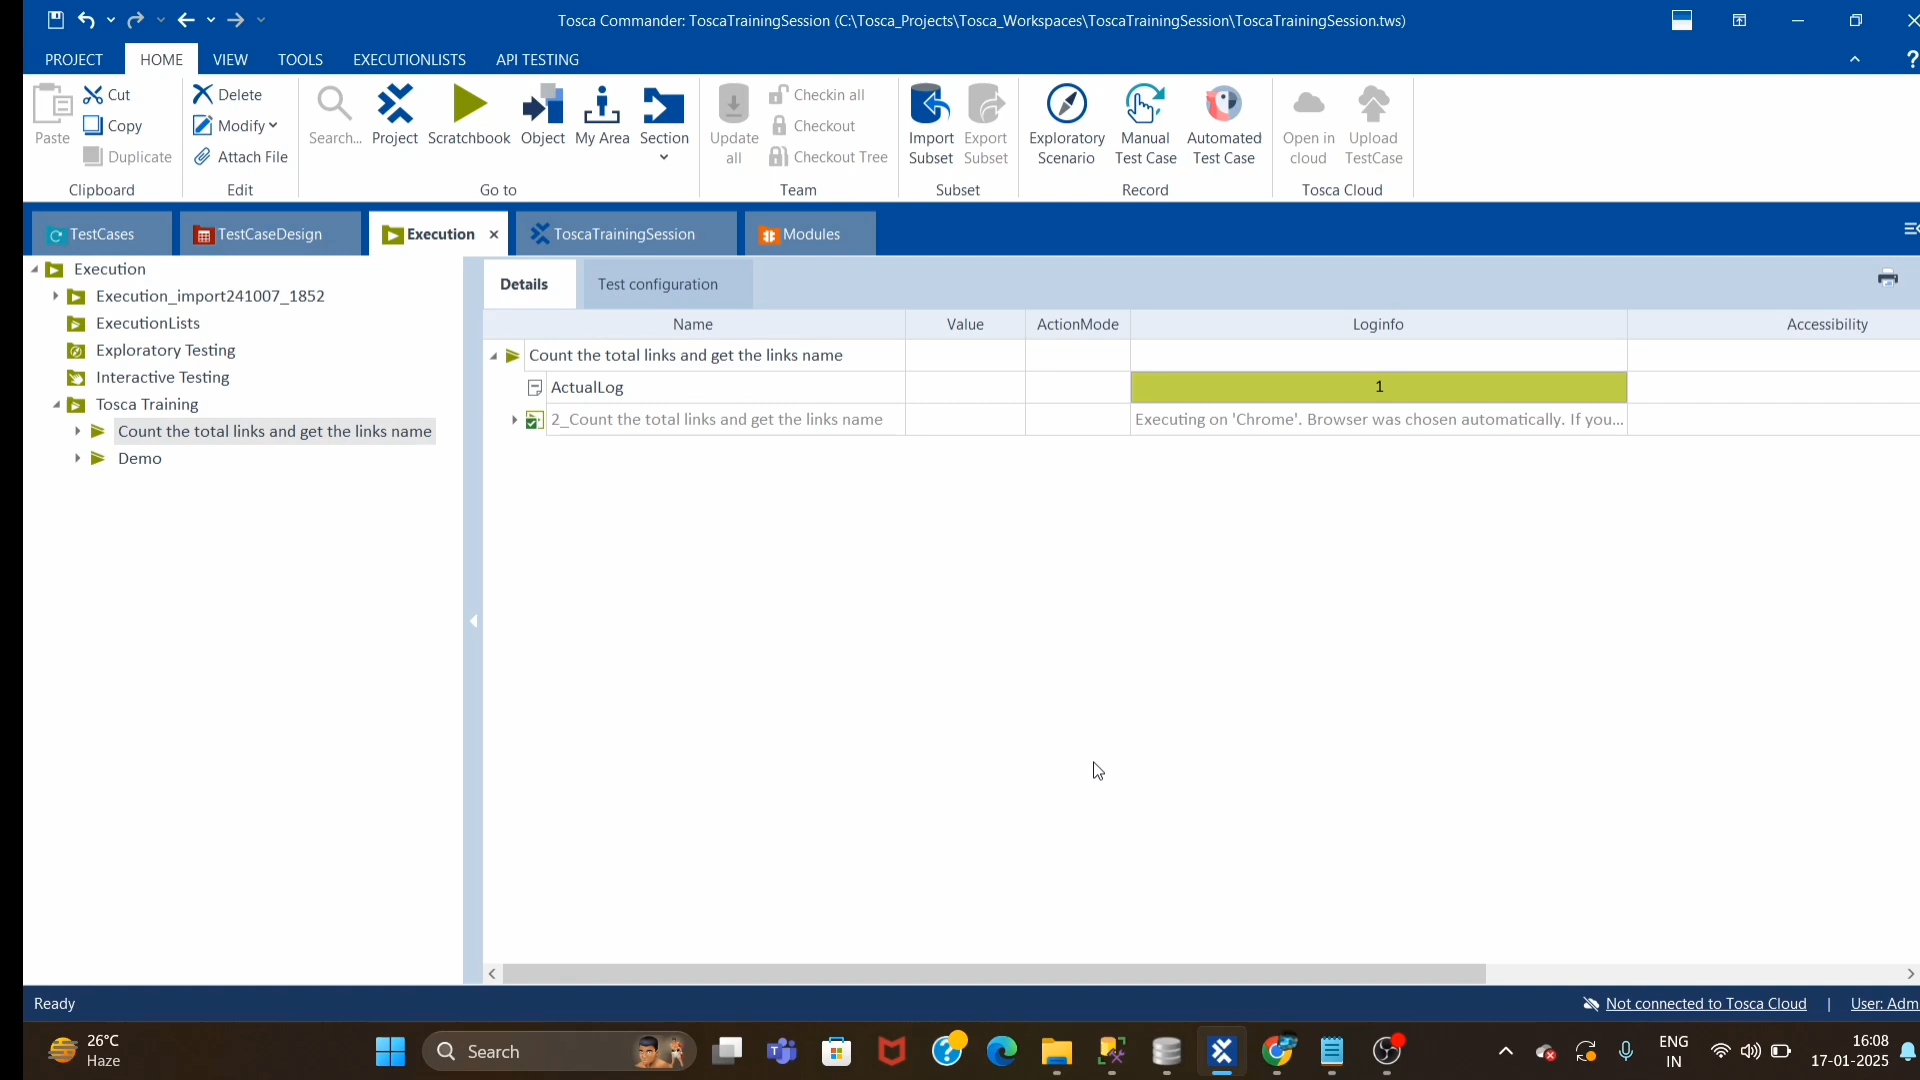 Tosca Commander: ToscaTrainingSession (C:\Tosca_Projects\Tosca_Workspaces\ToscaTrainingSession\ToscaTrainingSession.tws)
PROJECT HOME VIEW TOOLS EXECUTIONLISTS API TESTING
Paste
Cut
Copy
Duplicate
Clipboard
Delete
Modify
Attach File
Edit
Search... Project Scratchbook Object My Area Section
Go to
Update all
Checkin all
Checkout
Checkout Tree
Team
Import Subset
Export Subset
Subset
Exploratory Scenario
Manual Test Case
Automated Test Case
Record
Open in cloud
Upload TestCase
Tosca Cloud
TestCases TestCaseDesign Execution ToscaTrainingSession Modules
Execution
Execution_import241007_1852
ExecutionLists
Exploratory Testing
Interactive Testing
Tosca Training
Count the total links and get the links name
Demo
Details Test configuration
Name Value ActionMode Loginfo Accessibility
Count the total links and get the links name
ActualLog 1
2_Count the total links and get the links name Executing on 'Chrome'. Browser was chosen automatically. If you...
Ready
Not connected to Tosca Cloud | User: Adm
26°C
Haze
Search
ENG
IN
16:08
17-01-2025